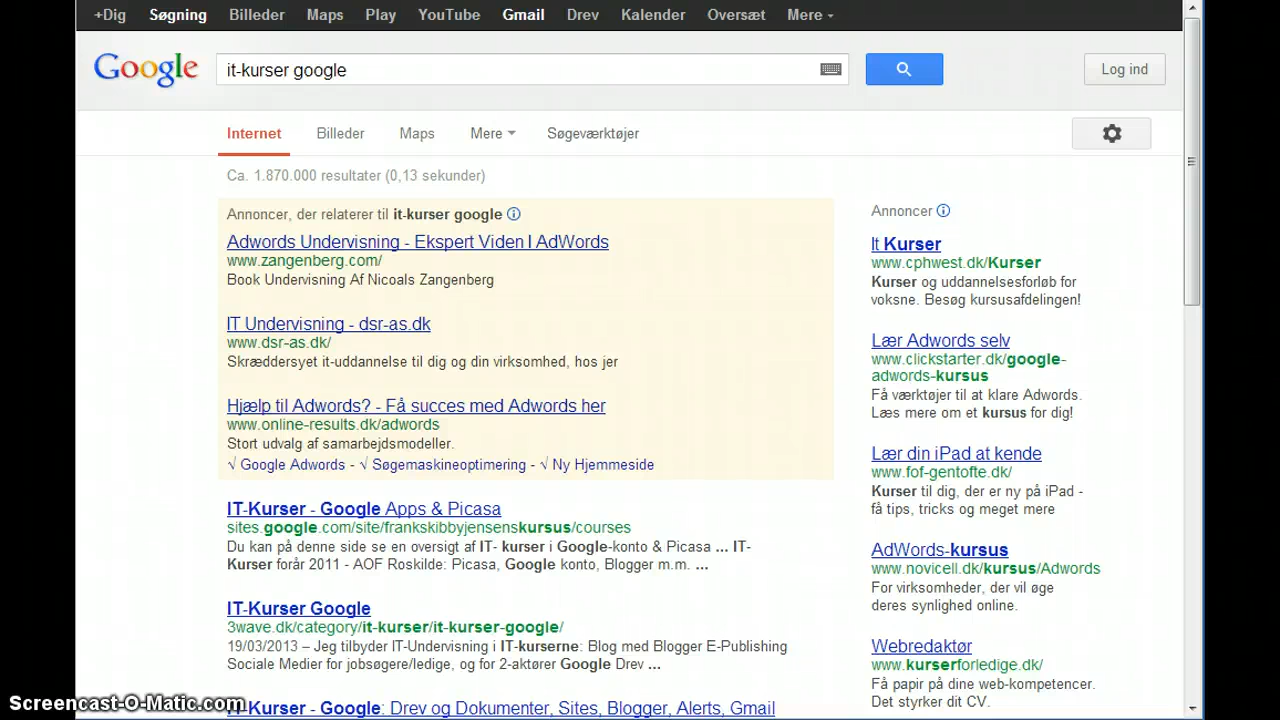 +Dig Søgning Billeder Maps Play YouTube Gmail Drev Kalender Oversæt Mere
Google it-kurser google Log ind
Internet Billeder Maps Mere Søgeværktøjer
Ca. 1.870.000 resultater (0,13 sekunder)
Annoncer, der relaterer til it-kurser google
Adwords Undervisning - Ekspert Viden I AdWords
www.zangenberg.com/
Book Undervisning Af Nicoals Zangenberg
IT Undervisning - dsr-as.dk
www.dsr-as.dk/
Skræddersyet it-uddannelse til dig og din virksomhed, hos jer
Hjælp til Adwords? - Få succes med Adwords her
www.online-results.dk/adwords
Stort udvalg af samarbejdsmodeller.
√ Google Adwords - √ Søgemaskineoptimering - √ Ny Hjemmeside
IT-Kurser - Google Apps & Picasa
sites.google.com/site/frankskibbyjensenskursus/courses
Du kan på denne side se en oversigt af IT- kurser i Google-konto & Picasa ... IT-
Kurser forår 2011 - AOF Roskilde: Picasa, Google konto, Blogger m.m. ...
IT-Kurser Google
3wave.dk/category/it-kurser/it-kurser-google/
19/03/2013 – Jeg tilbyder IT-Undervisning i IT-kurserne: Blog med Blogger E-Publishing
Sociale Medier for jobsøgere/ledige, og for 2-aktører Google Drev ...
IT-Kurser - Google: Drev og Dokumenter, Sites, Blogger, Alerts, Gmail
Annoncer
It Kurser
www.cphwest.dk/Kurser
Kurser og uddannelsesforløb for
voksne. Besøg kursusafdelingen!
Lær Adwords selv
www.clickstarter.dk/google-
adwords-kursus
Få værktøjer til at klare Adwords.
Læs mere om et kursus for dig!
Lær din iPad at kende
www.fof-gentofte.dk/
Kurser til dig, der er ny på iPad -
få tips, tricks og meget mere
AdWords-kursus
www.novicell.dk/kursus/Adwords
For virksomheder, der vil øge
deres synlighed online.
Webredaktør
www.kurserforledige.dk/
Få papir på dine web-kompetencer.
Det styrker dit CV.
Screencast-O-Matic.com